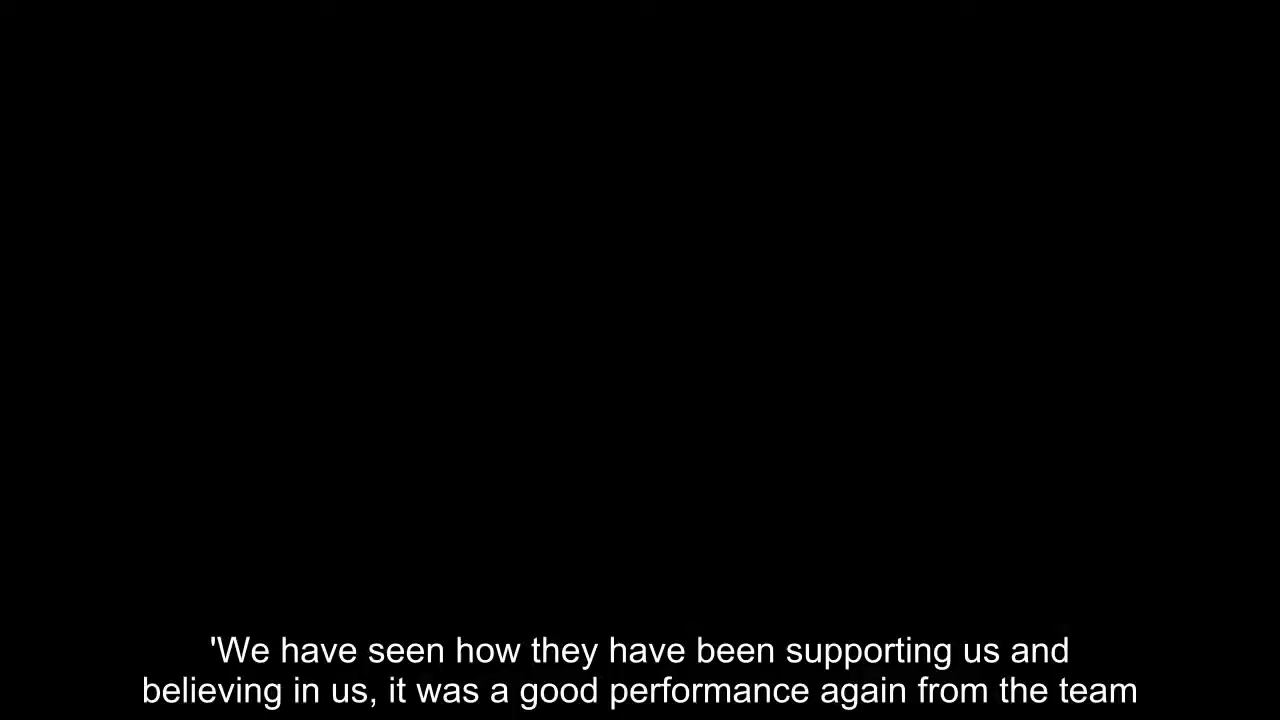 'We have seen how they have been supporting us and
believing in us, it was a good performance again from the team